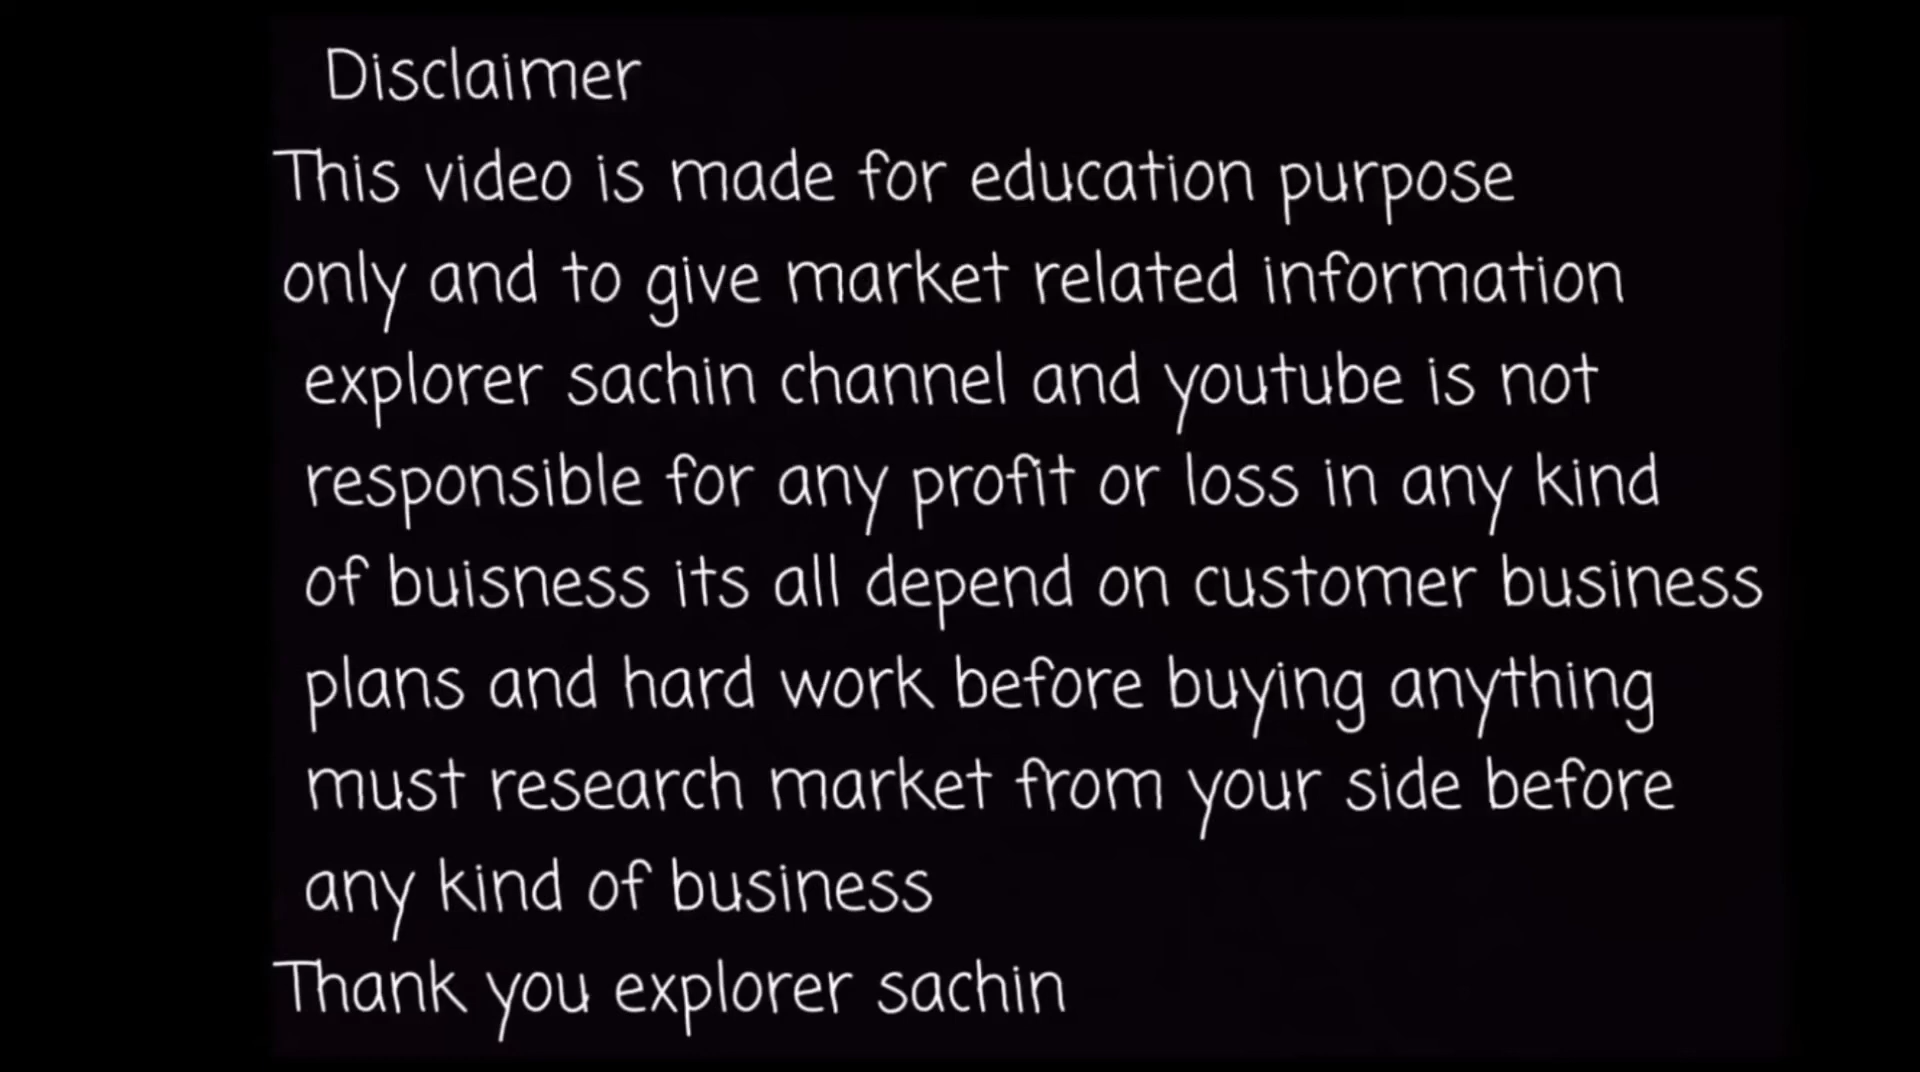 Disclaimer
This video is made for education purpose
only and to give market related information
explorer sachin channel and youtube is not
responsible for any profit or loss in any kind
of buisness its all depend on customer business
plans and hard work before buying anything
must research market from your side before
any kind of business
Thank you explorer sachin